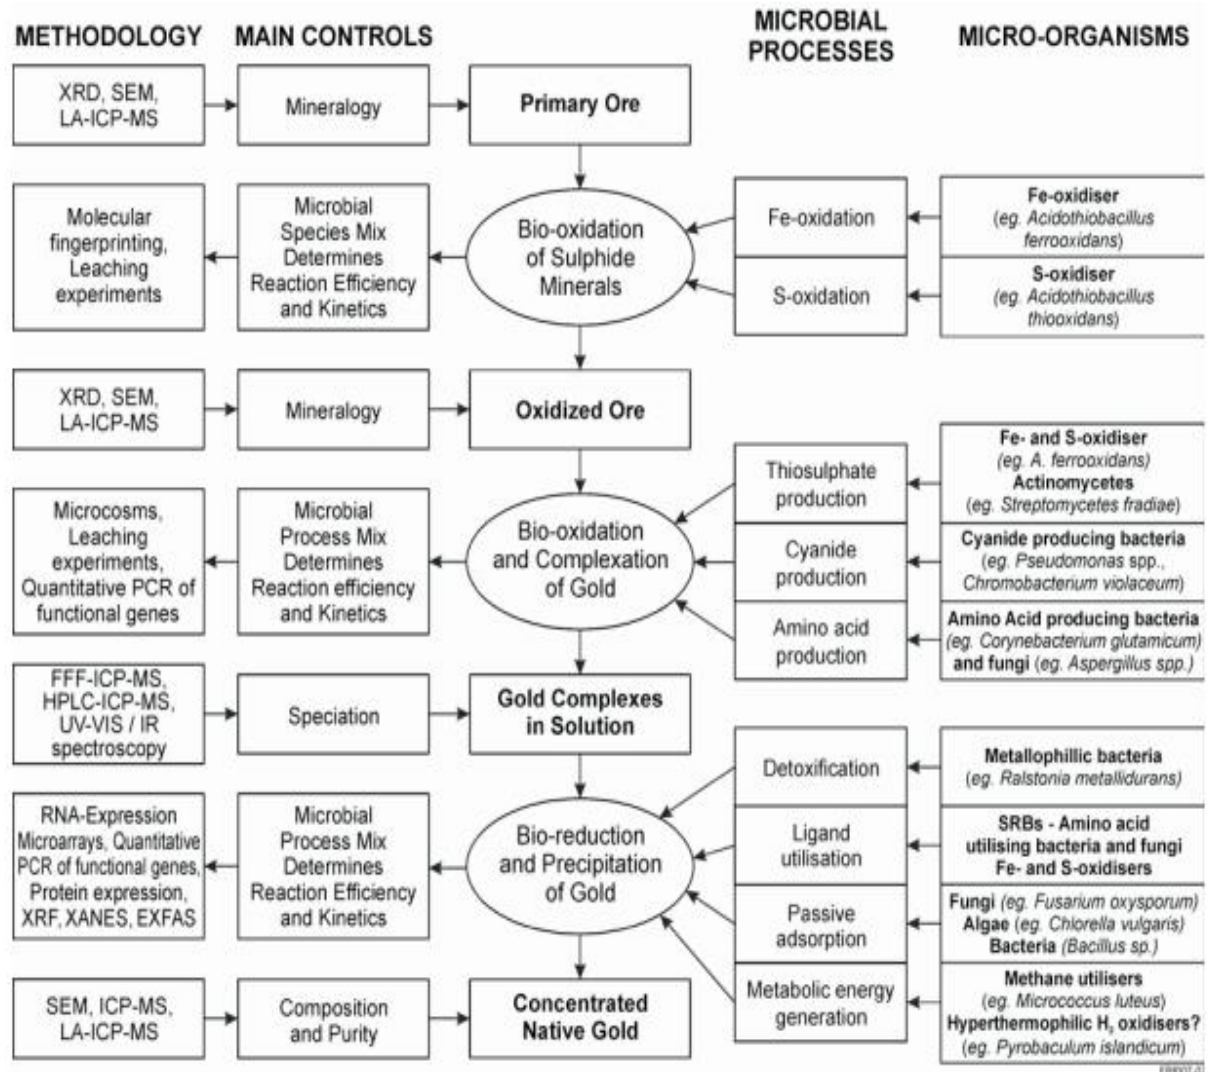 METHODOLOGY
MAIN CONTROLS
MICROBIAL
PROCESSES
MICRO-ORGANISMS
XRD, SEM,
LA-ICP-MS
Mineralogy
Primary Ore
Molecular
fingerprinting,
Leaching
experiments
Microbial
Species Mix
Determines
Reaction Efficiency
and Kinetics
Bio-oxidation
of Sulphide
Minerals
Fe-oxidation
Fe-oxidiser
(eg. Acidothiobacillus
ferrooxidans)
S-oxidation
S-oxidiser
(eg. Acidothiobacillus
thiooxidans)
XRD, SEM,
LA-ICP-MS
Mineralogy
Oxidized Ore
Microcosms,
Leaching
experiments,
Quantitative PCR of
functional genes
Microbial
Process Mix
Determines
Reaction efficiency
and Kinetics
Bio-oxidation
and Complexation
of Gold
Thiosulphate
production
Fe- and S-oxidiser
(eg. A. ferrooxidans)
Actinomycetes
(eg. Streptomycetes fradiae)
Cyanide
production
Cyanide producing bacteria
(eg. Pseudomonas spp.,
Chromobacterium violaceum)
Amino acid
production
Amino Acid producing bacteria
(eg. Corynebacterium glutamicum)
and fungi (eg. Aspergillus spp.)
FFF-ICP-MS,
HPLC-ICP-MS,
UV-VIS / IR
spectroscopy
Speciation
Gold Complexes
in Solution
RNA-Expression
Microarrays, Quantitative
PCR of functional genes,
Protein expression,
XRF, XANES, EXFAS
Microbial
Process Mix
Determines
Reaction Efficiency
and Kinetics
Bio-reduction
and Precipitation
of Gold
Detoxification
Metallophillic bacteria
(eg. Ralstonia metallidurans)
Ligand
utilisation
SRBs - Amino acid
utilising bacteria and fungi
Fe- and S-oxidisers
Passive
adsorption
Fungi (eg. Fusarium oxysporum)
Algae (eg. Chlorella vulgaris)
Bacteria (Bacillus sp.)
Metabolic energy
generation
Methane utilisers
(eg. Micrococcus luteus)
Hyperthermophilic H₂ oxidisers?
(eg. Pyrobaculum islandicum)
SEM, ICP-MS,
LA-ICP-MS
Composition
and Purity
Concentrated
Native Gold